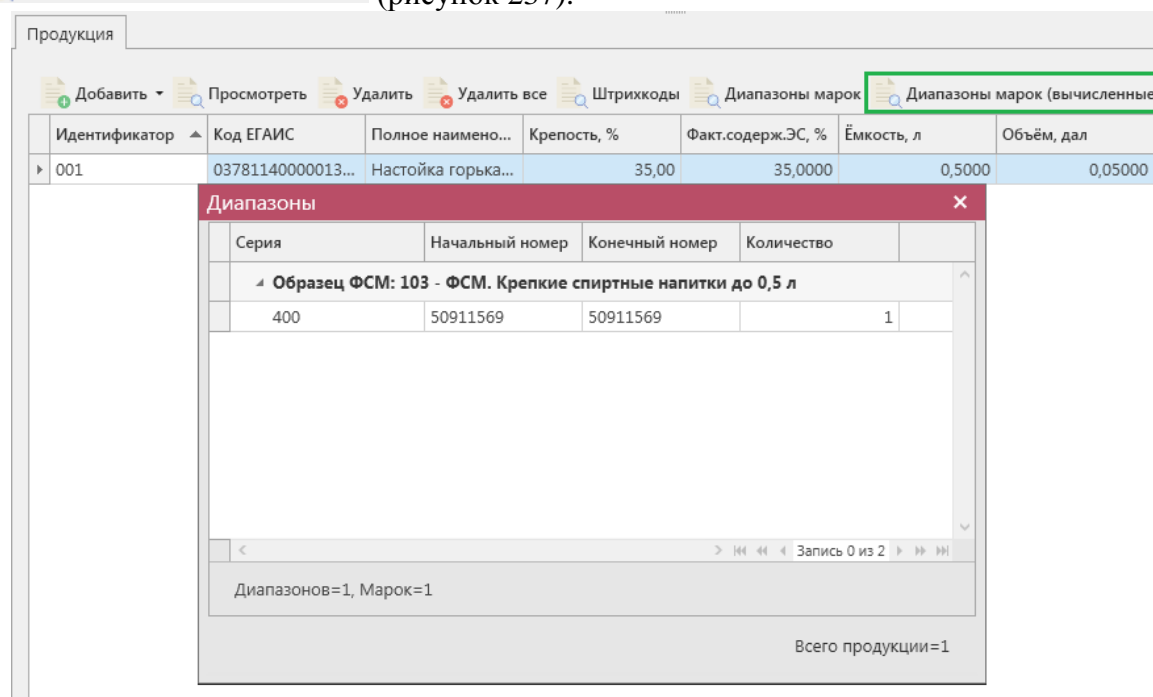 (рисунок 237).
Продукция
Добавить Просмотреть Удалить Удалить все Штрихкоды Диапазоны марок Диапазоны марок (вычисленные
Идентификатор Код ЕГАИС Полное наимено... Крепость, % Факт.содерж.ЭС, % Ёмкость, л Объём, дал
001 03781140000013... Настойка горька... 35,00 35,0000 0,5000 0,05000
Диапазоны
Серия Начальный номер Конечный номер Количество
Образец ФСМ: 103 - ФСМ. Крепкие спиртные напитки до 0,5 л
400 50911569 50911569 1
Запись 0 из 2
Диапазонов=1, Марок=1
Всего продукции=1